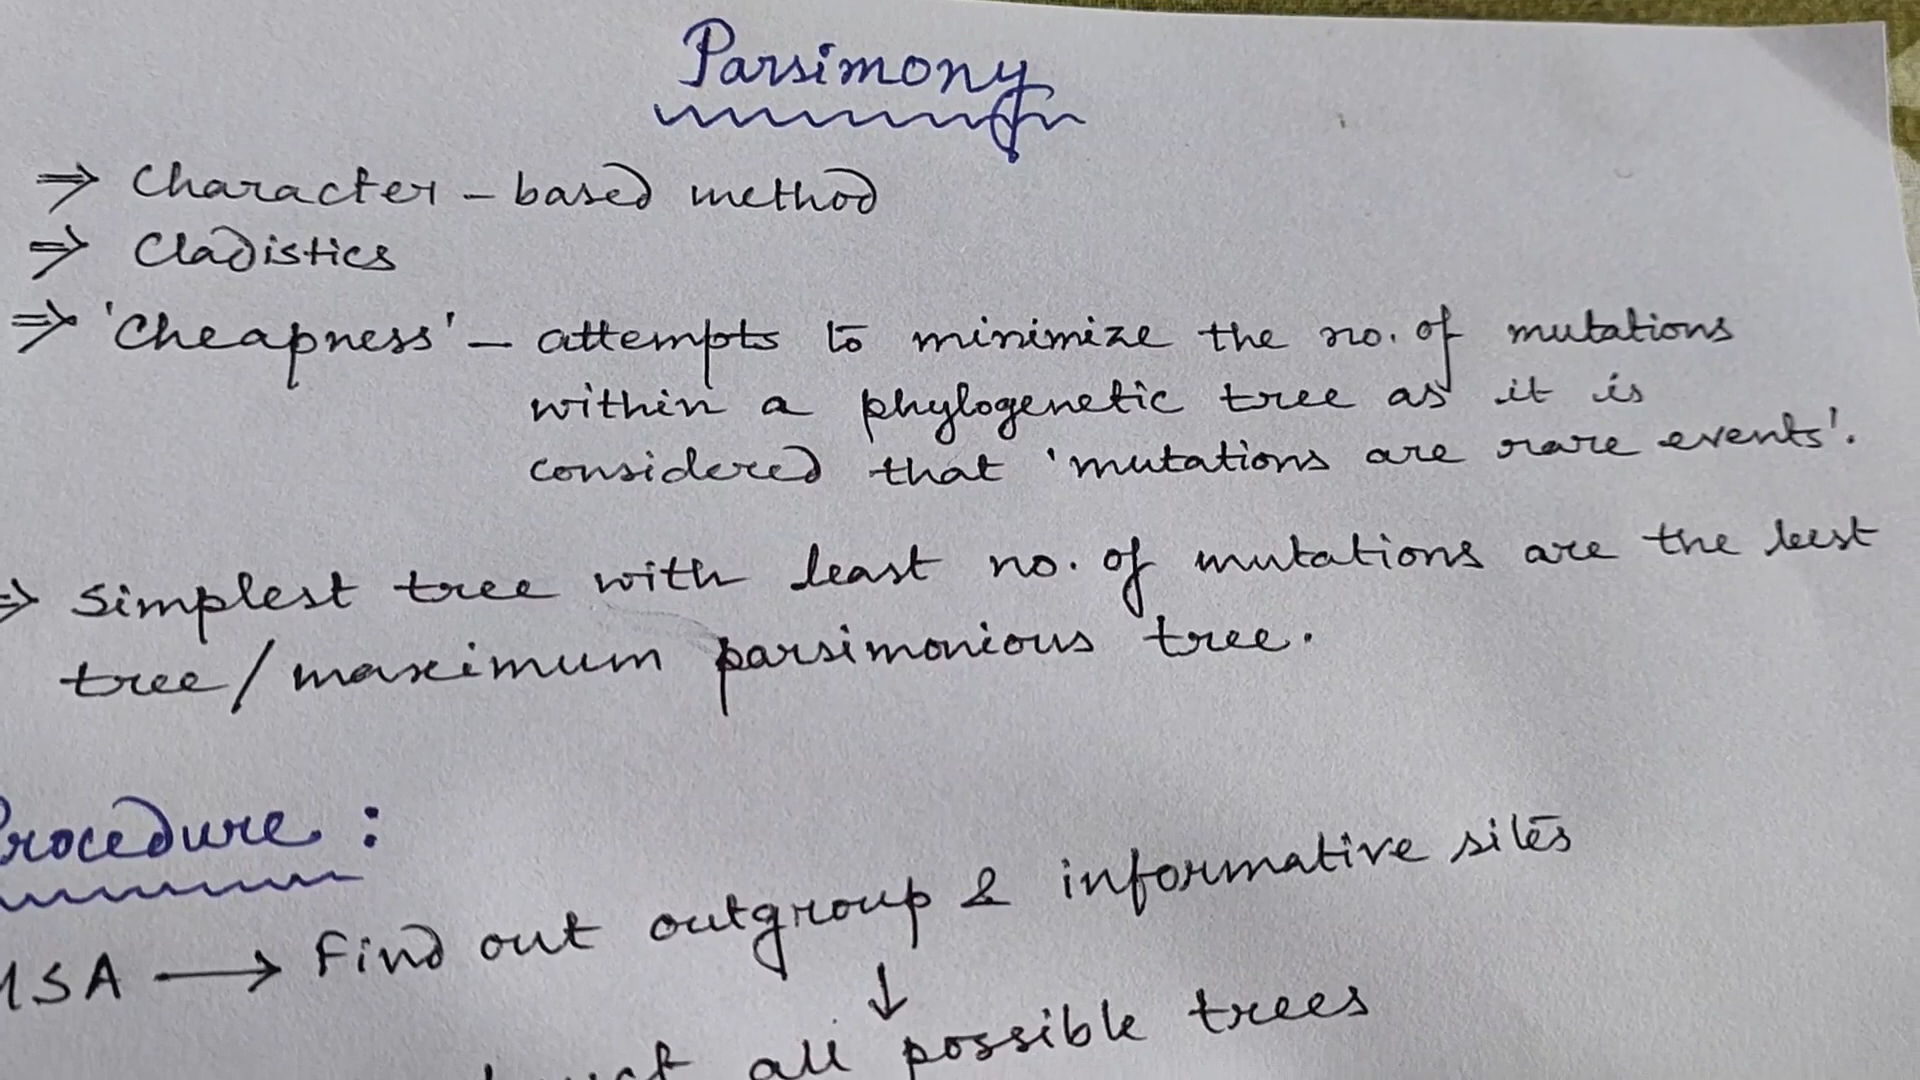 Parsimony
⇒ Character-based method
⇒ Cladistics
⇒ 'Cheapness' - attempts to minimize the no. of mutations
within a phylogenetic tree as it is
considered that 'mutations are rare events'.
⇒ Simplest tree with least no. of mutations are the best
tree/maximum parsimonious tree.
Procedure :
MSA → Find out outgroup & informative sites
↓
all possible trees